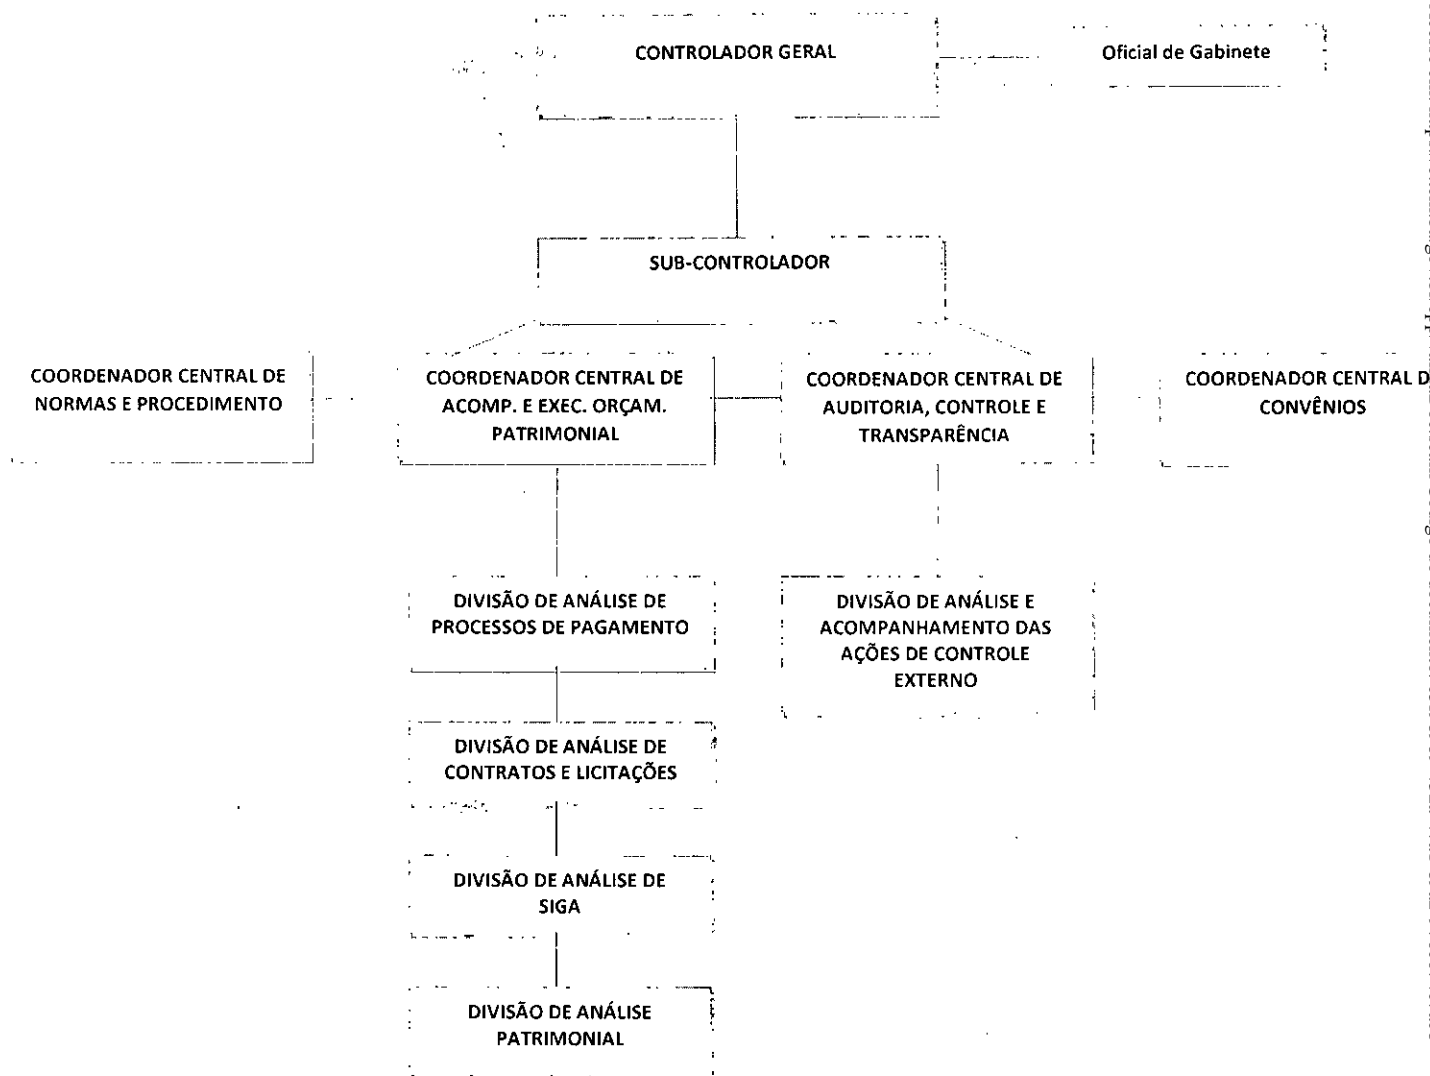 CONTROLADOR GERAL
Oficial de Gabinete
SUB-CONTROLADOR
COORDENADOR CENTRAL DE
NORMAS E PROCEDIMENTO
COORDENADOR CENTRAL DE
ACOMP. E EXEC. ORÇAM.
PATRIMONIAL
COORDENADOR CENTRAL DE
AUDITORIA, CONTROLE E
TRANSPARÊNCIA
COORDENADOR CENTRAL D
CONVÊNIOS
DIVISÃO DE ANÁLISE DE
PROCESSOS DE PAGAMENTO
DIVISÃO DE ANÁLISE E
ACOMPANHAMENTO DAS
AÇÕES DE CONTROLE
EXTERNO
DIVISÃO DE ANÁLISE DE
CONTRATOS E LICITAÇÕES
DIVISÃO DE ANÁLISE DE
SIGA
DIVISÃO DE ANÁLISE
PATRIMONIAL